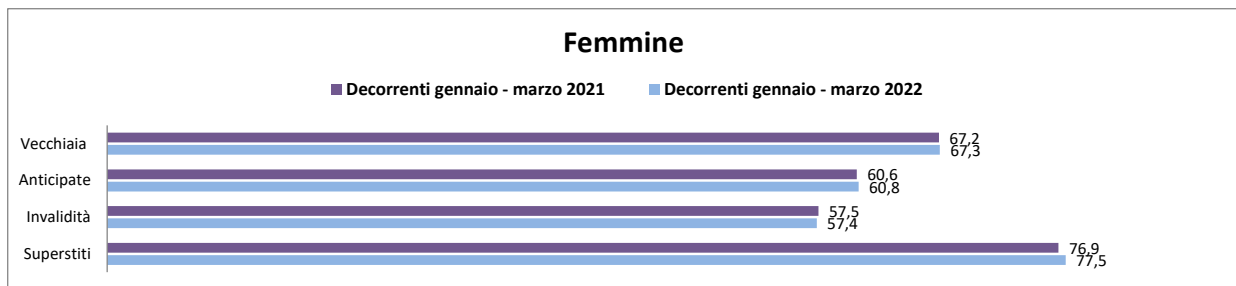 Femmine
Decorrenti gennaio - marzo 2021 Decorrenti gennaio - marzo 2022
Vecchiaia 67,2
67,3
Anticipate 60,6
60,8
Invalidità 57,5
57,4
Superstiti 76,9
77,5